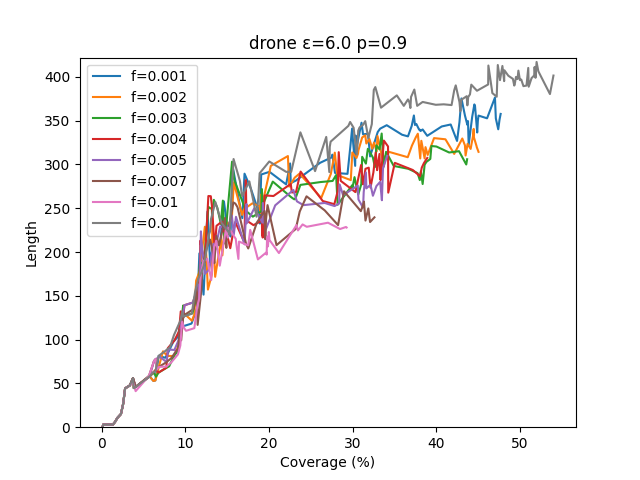 drone ε=6.0 p=0.9
400
350
300
250
200
150
100
50
0
Length
f=0.001
f=0.002
f=0.003
f=0.004
f=0.005
f=0.007
f=0.01
f=0.0
0 10 20 30 40 50
Coverage (%)